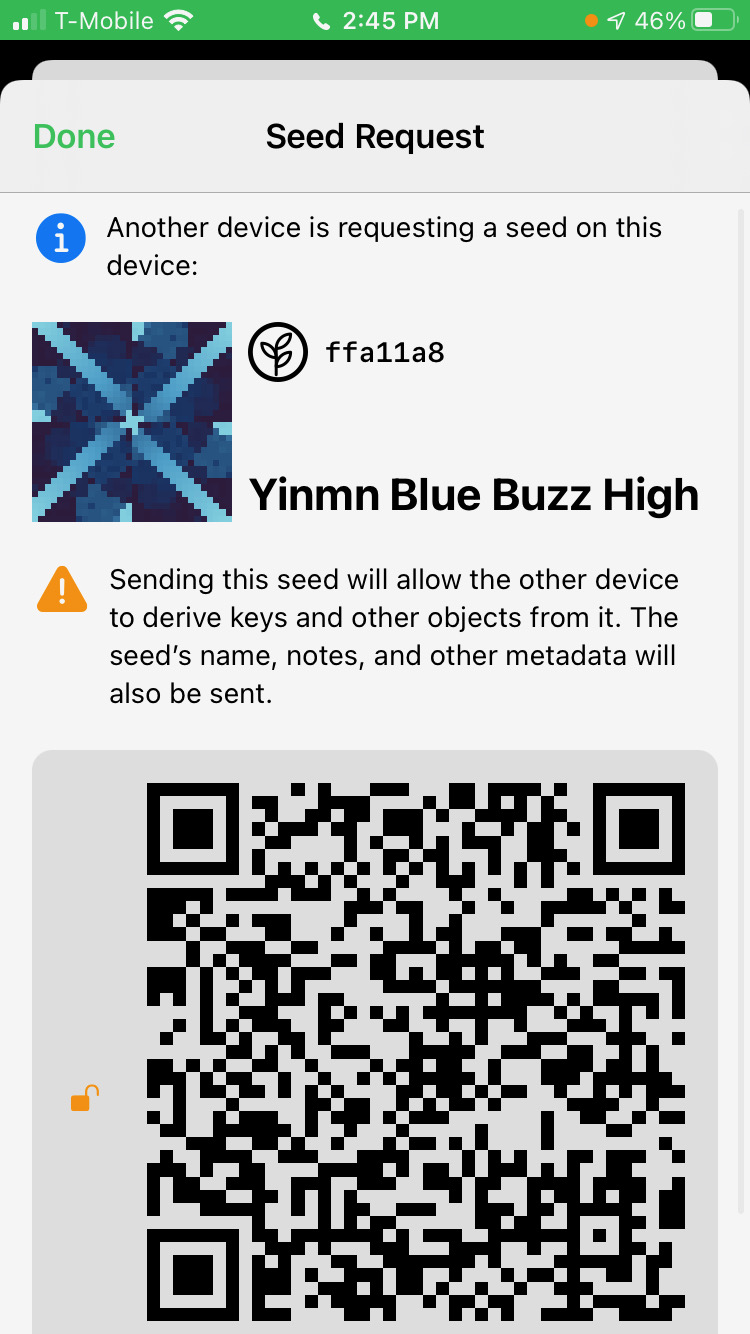 T-Mobile 2:45 PM 46%
Done Seed Request
Another device is requesting a seed on this
device:
ffa11a8
Yinmn Blue Buzz High
Sending this seed will allow the other device
to derive keys and other objects from it. The
seed’s name, notes, and other metadata will
also be sent.